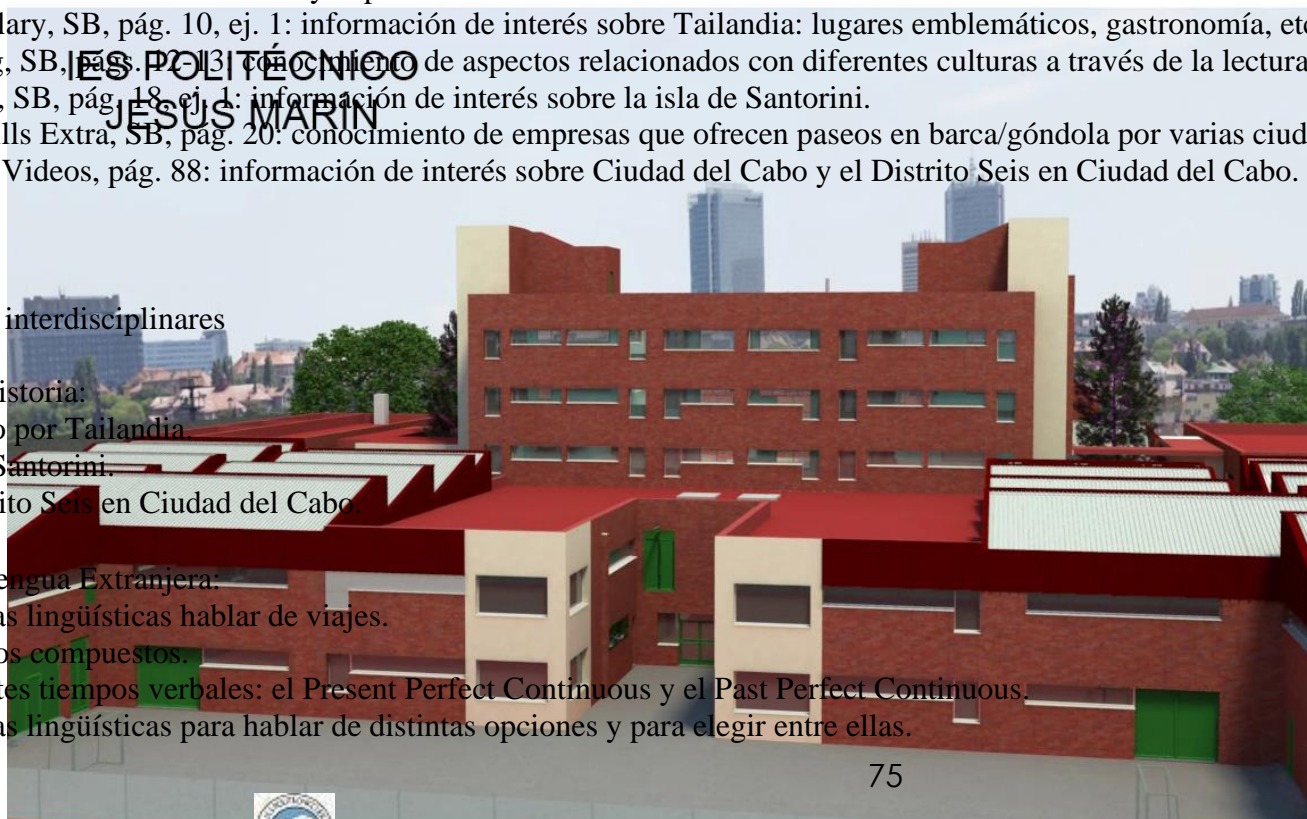 lary, SB, pág. 10, ej. 1: información de interés sobre Tailandia: lugares emblemáticos, gastronomía, etc
, SB, págs. 12-13: conocimiento de aspectos relacionados con diferentes culturas a través de la lectura
IES POLITÉCNICO
, SB, pág. 18, ej. 1: información de interés sobre la isla de Santorini.
JESÚS MARÍN
lls Extra, SB, pág. 20: conocimiento de empresas que ofrecen paseos en barca/góndola por varias ciud
Videos, pág. 88: información de interés sobre Ciudad del Cabo y el Distrito Seis en Ciudad del Cabo.
interdisciplinares
istoria:
o por Tailandia.
Santorini.
ito Seis en Ciudad del Cabo.
engua Extranjera:
as lingüísticas hablar de viajes.
os compuestos.
tes tiempos verbales: el Present Perfect Continuous y el Past Perfect Continuous.
as lingüísticas para hablar de distintas opciones y para elegir entre ellas.
75